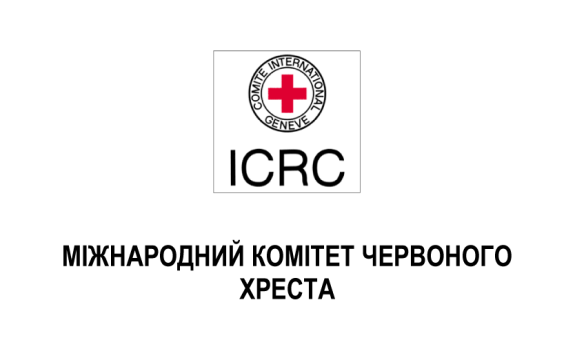 COMITE INTERNATIONAL
GENEVE
ICRC
МІЖНАРОДНИЙ КОМІТЕТ ЧЕРВОНОГО
ХРЕСТА